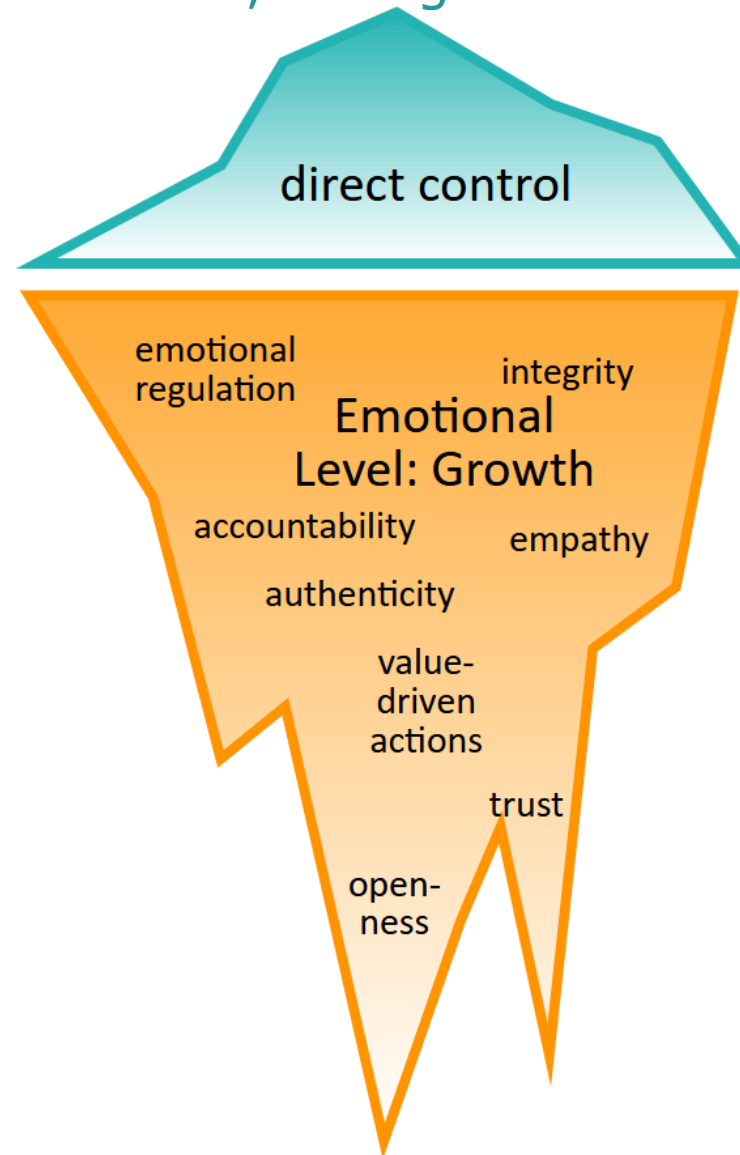 direct control
emotional
regulation
integrity
Emotional
Level: Growth
accountability
empathy
authenticity
value-
driven
actions
trust
open-
ness